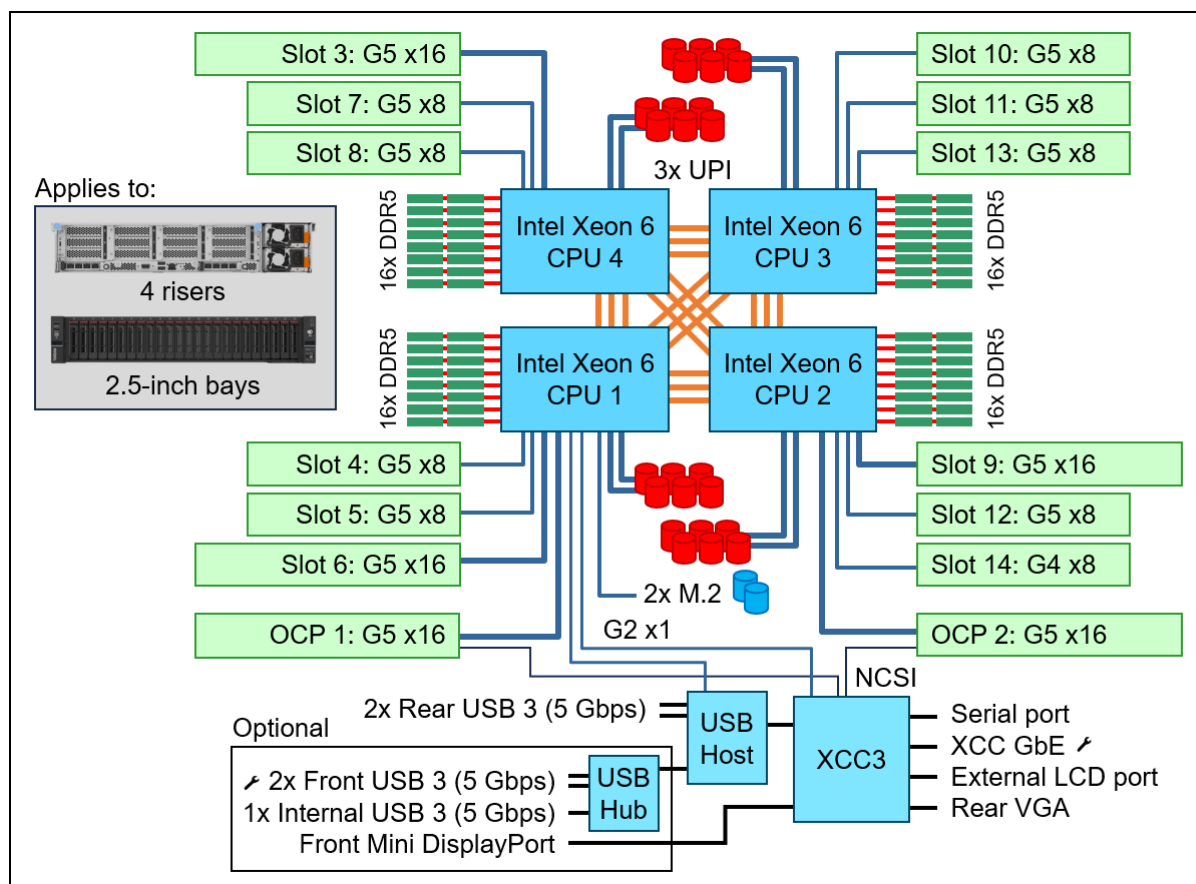 Slot 3: G5 x16
Slot 7: G5 x8
Slot 8: G5 x8
Slot 10: G5 x8
Slot 11: G5 x8
Slot 13: G5 x8
3x UPI
Applies to:
4 risers
2.5-inch bays
16x DDR5
Intel Xeon 6
CPU 4
Intel Xeon 6
CPU 3
16x DDR5
16x DDR5
Intel Xeon 6
CPU 1
Intel Xeon 6
CPU 2
16x DDR5
Slot 4: G5 x8
Slot 5: G5 x8
Slot 6: G5 x16
OCP 1: G5 x16
Slot 9: G5 x16
Slot 12: G5 x8
Slot 14: G4 x8
OCP 2: G5 x16
2x M.2
G2 x1
NCSI
2x Rear USB 3 (5 Gbps)
USB
Host
XCC3
Serial port
XCC GbE
External LCD port
Rear VGA
Optional
2x Front USB 3 (5 Gbps)
1x Internal USB 3 (5 Gbps)
Front Mini DisplayPort
USB
Hub